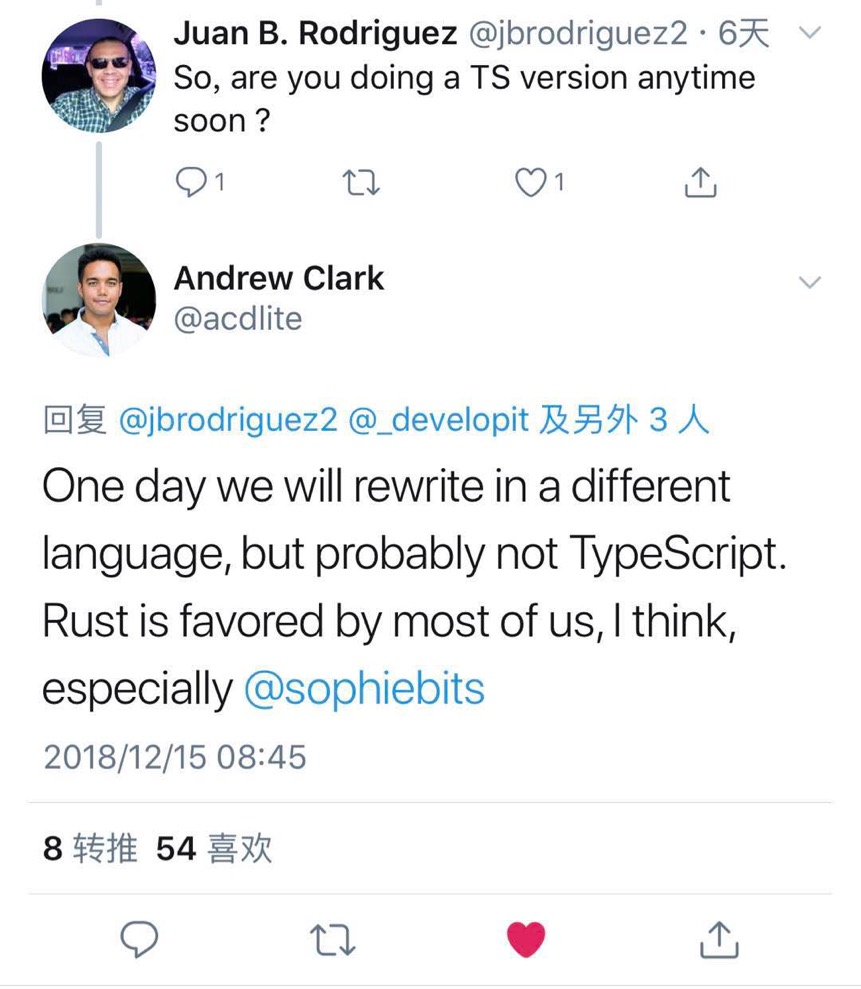 Juan B. Rodriguez @jbrodriguez2 · 6天
So, are you doing a TS version anytime
soon ?
1
1
Andrew Clark
@acdlite
回复 @jbrodriguez2 @_developit 及另外 3 人
One day we will rewrite in a different
language, but probably not TypeScript.
Rust is favored by most of us, I think,
especially @sophiebits
2018/12/15 08:45
8 转推 54 喜欢